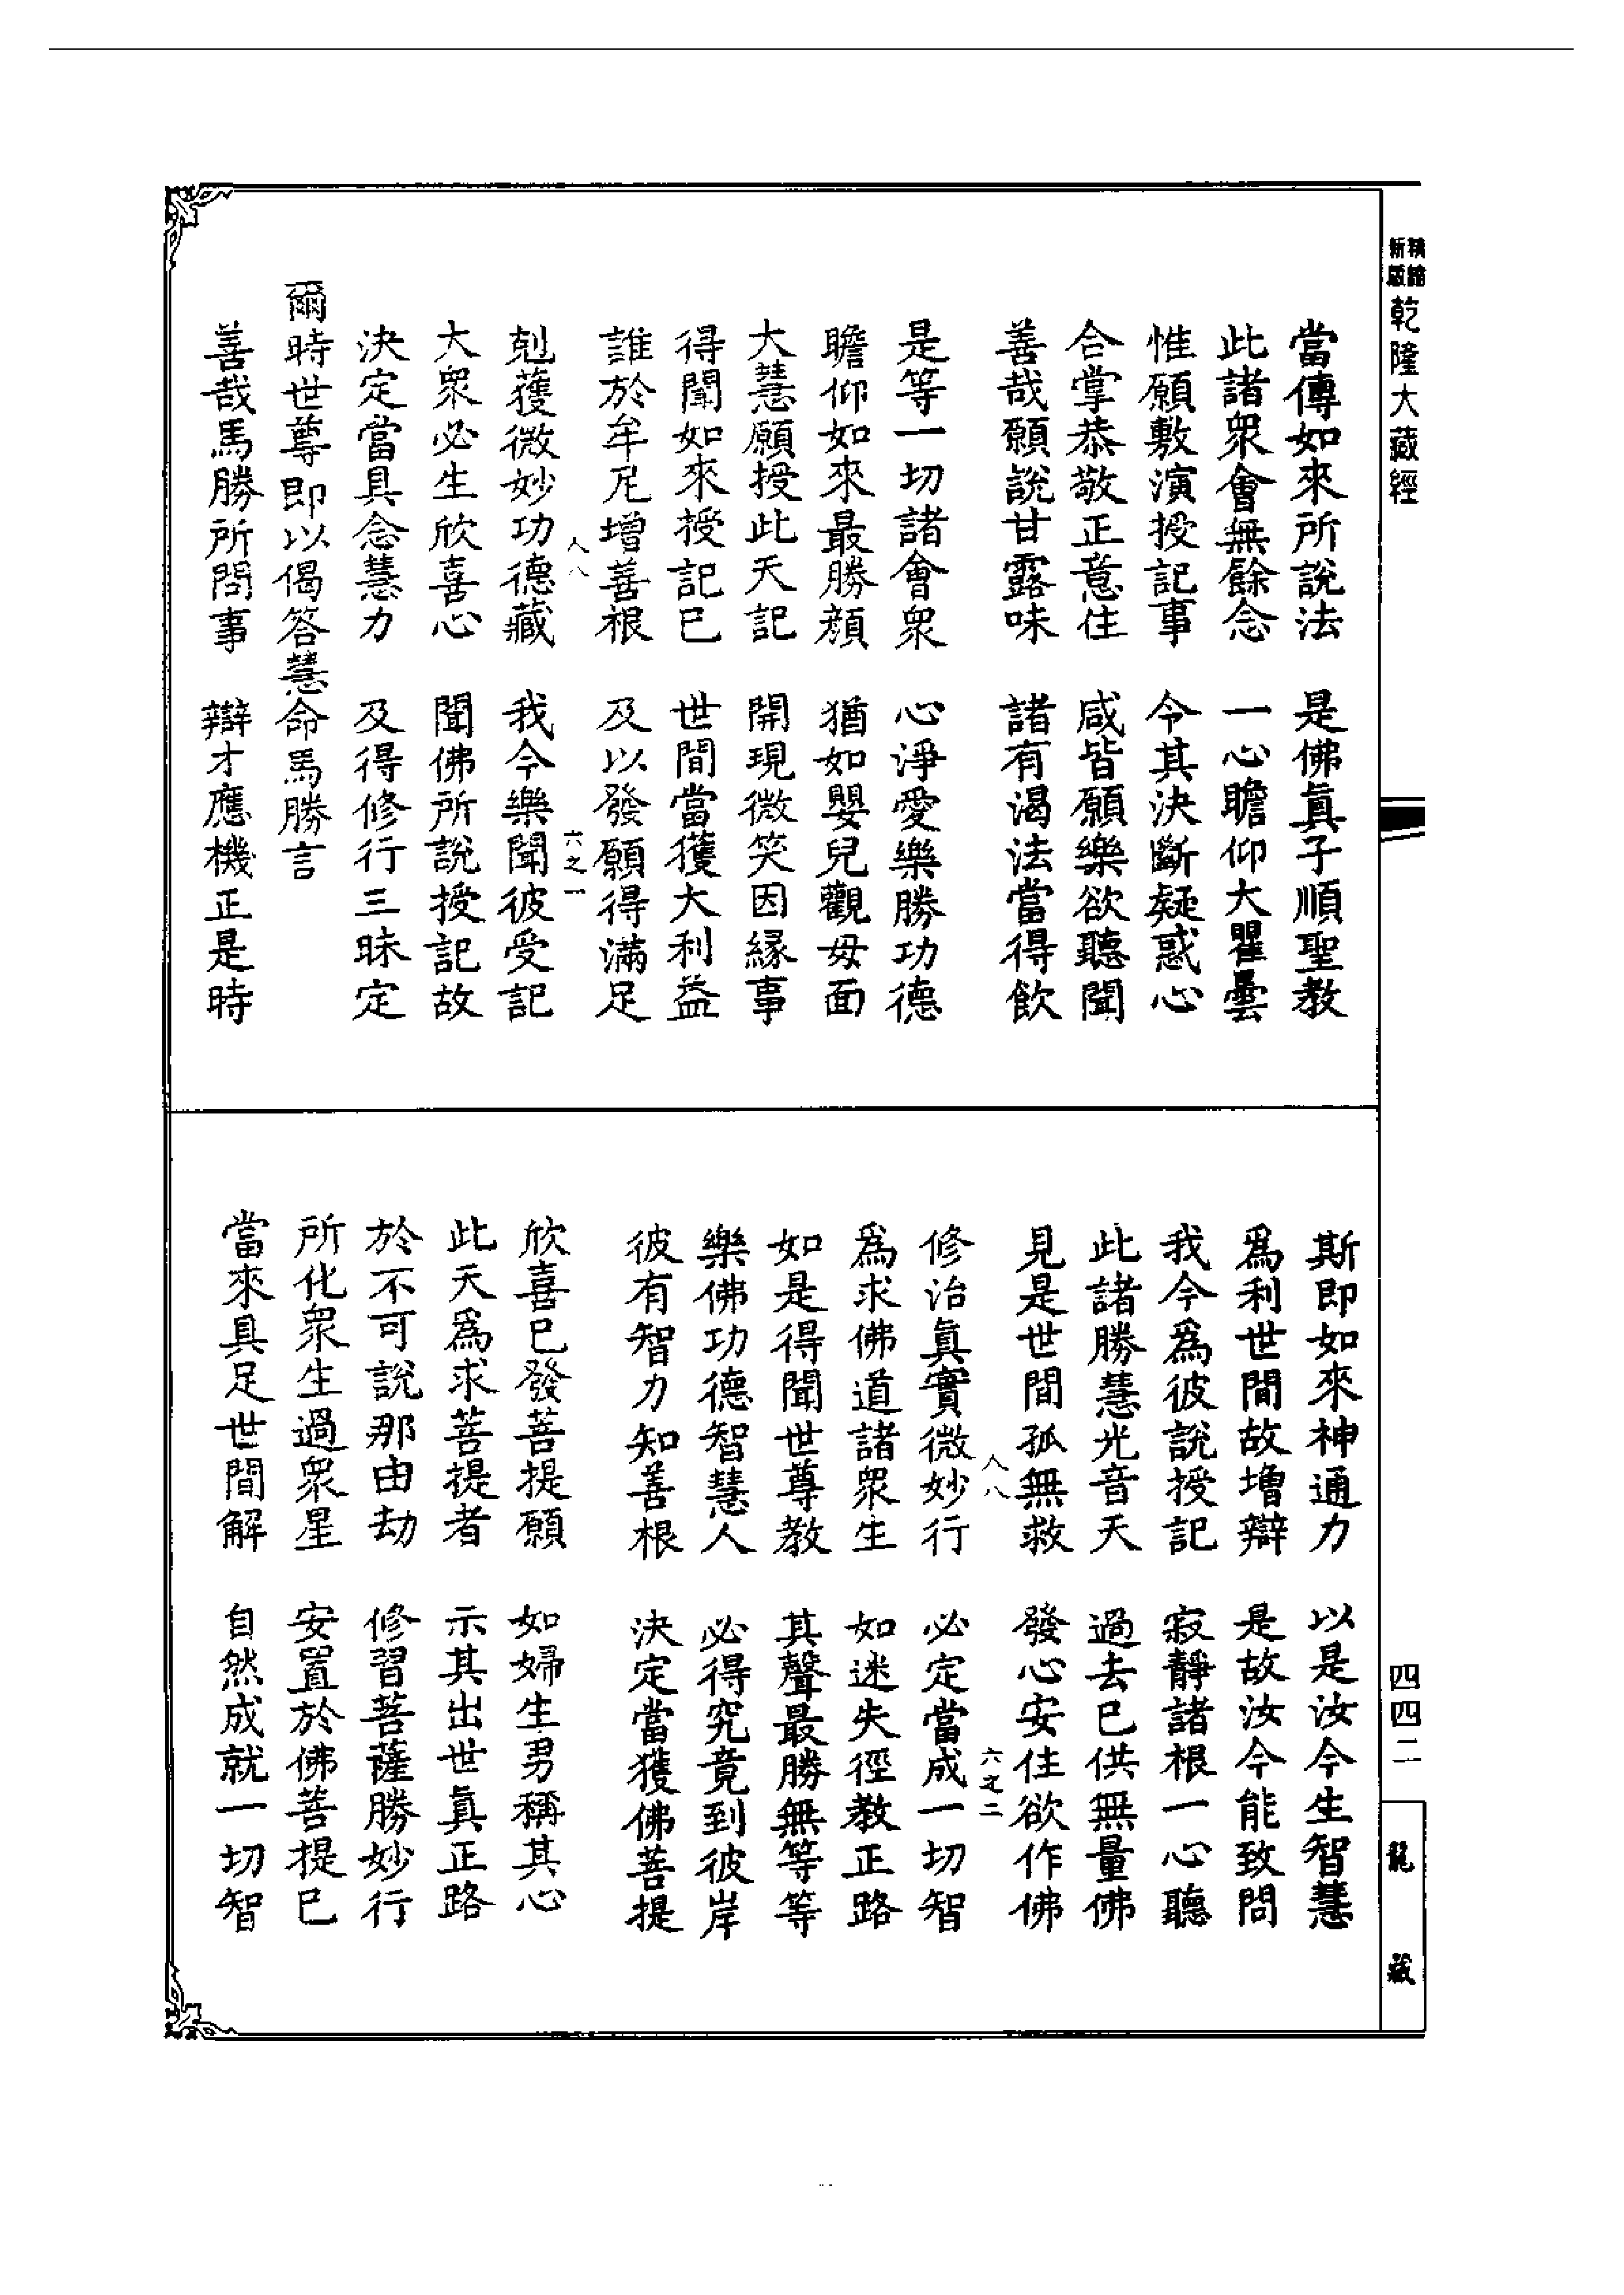 新版
精縮
乾隆大藏經
當傳如來所說法 是佛眞子順聖教
此諸衆會無餘念 一心瞻仰大瞿曇
惟願敷演授記事 令其決斷疑惑心
合掌恭敬正意住 咸皆願樂欲聽聞
善哉願說甘露味 諸有渴法當得飲
是等一切諸會衆 心淨愛樂勝功德
瞻仰如來最勝顏 猶如嬰兒觀母面
大慧願授此天記 開現微笑因緣事
得聞如來授記已 世間當獲大利益
誰於牟尼增善根 及以發願得滿足
八八 六之一
剋獲微妙功德藏 我今樂聞彼受記
大衆必生欣喜心 聞佛所說授記故
決定當具念慧力 及得修行三昧定
爾時世尊即以偈答慧命馬勝言
善哉馬勝所問事 辯才應機正是時
斯即如來神通力 以是汝今生智慧
爲利世間故增辯 是故汝今能致問
我今爲彼說授記 寂靜諸根一心聽
此諸勝慧光音天 過去已供無量佛
見是世間孤無救 發心安住欲作佛
八八 六之二
修治眞實微妙行 必定當成一切智
爲求佛道諸衆生 如迷失徑教正路
如是得聞世尊教 其聲最勝無等等
樂佛功德智慧人 必得究竟到彼岸
彼有智力知善根 決定當獲佛菩提
欣喜已發菩提願 如婦生男稱其心
此天爲求菩提者 示其出世眞正路
於不可說那由劫 修習菩薩勝妙行
所化衆生過衆星 安置於佛菩提已
當來具足世間解 自然成就一切智
四四二
龍藏